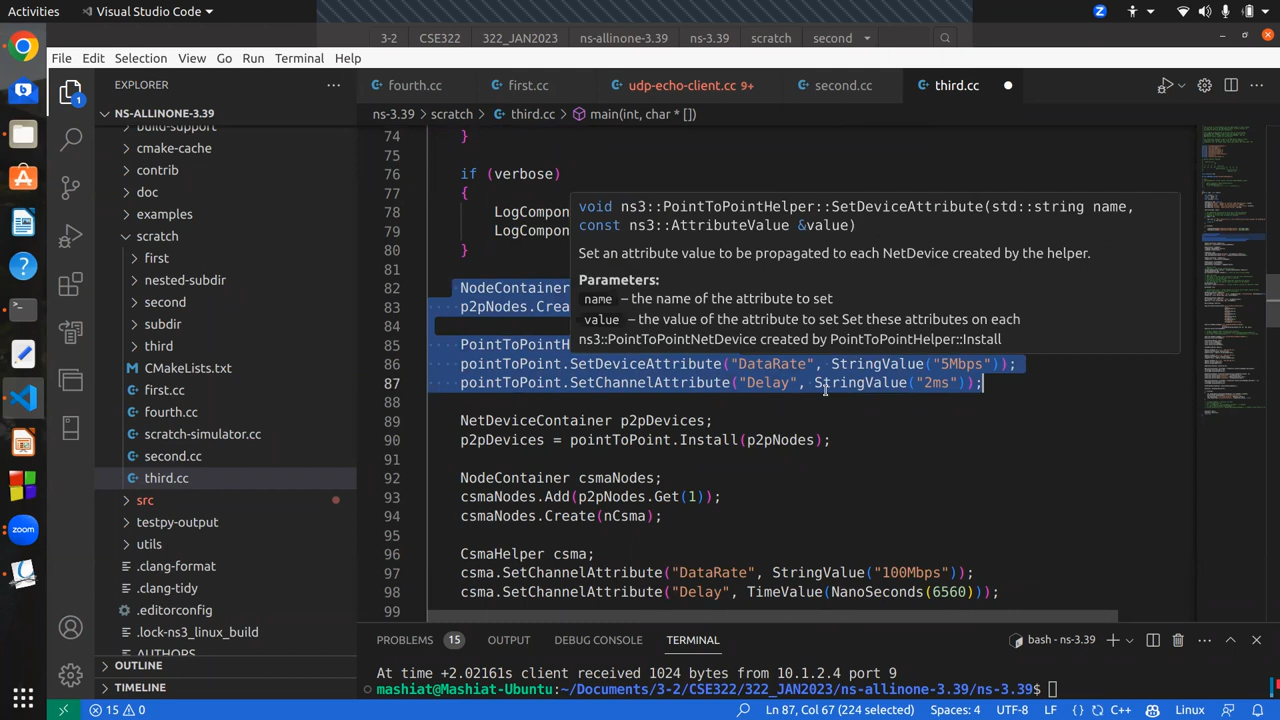 Activities
Visual Studio Code
3-2
CSE322
322_JAN2023
ns-allinone-3.39
ns-3.39
scratch
second
File Edit Selection View Go Run Terminal Help
EXPLORER
fourth.cc
first.cc
udp-echo-client.cc 9+
second.cc
third.cc
1
NS-ALLINONE-3.39
ns-3.39 > scratch > third.cc > main(int, char * [])
build-support
cmake-cache
contrib
doc
examples
scratch
first
nested-subdir
second
subdir
third
CMakeLists.txt
first.cc
fourth.cc
scratch-simulator.cc
second.cc
third.cc
src
testpy-output
utils
.clang-format
.clang-tidy
.editorconfig
.lock-ns3_linux_build
AUTHORS
OUTLINE
TIMELINE
74 }
75
76 if (verbose)
77 {
78 LogCompon
79 LogCompon
80 }
81
82 NodeContainer
83 p2pNodes.Crea
84
85 PointToPointH
86 pointToPoint.SetDeviceAttribute("DataRate", StringValue("5Mbps"));
87 pointToPoint.SetChannelAttribute("Delay", StringValue("2ms"));
88
89 NetDeviceContainer p2pDevices;
90 p2pDevices = pointToPoint.Install(p2pNodes);
91
92 NodeContainer csmaNodes;
93 csmaNodes.Add(p2pNodes.Get(1));
94 csmaNodes.Create(nCsma);
95
96 CsmaHelper csma;
97 csma.SetChannelAttribute("DataRate", StringValue("100Mbps"));
98 csma.SetChannelAttribute("Delay", TimeValue(NanoSeconds(6560)));
99
void ns3::PointToPointHelper::SetDeviceAttribute(std::string name,
const ns3::AttributeValue &value)
Set an attribute value to be propagated to each NetDevice created by the helper.
Parameters:
name – the name of the attribute to set
value – the value of the attribute to set Set these attributes on each
ns3::PointToPointNetDevice created by PointToPointHelper::Install
PROBLEMS 15 OUTPUT DEBUG CONSOLE TERMINAL
bash - ns-3.39
At time +2.02161s client received 1024 bytes from 10.1.2.4 port 9
mashiat@Mashiat-Ubuntu:~/Documents/3-2/CSE322/322_JAN2023/ns-allinone-3.39/ns-3.39$
15 0
Ln 87, Col 67 (224 selected) Spaces: 4 UTF-8 LF {} C++ Linux
zoom